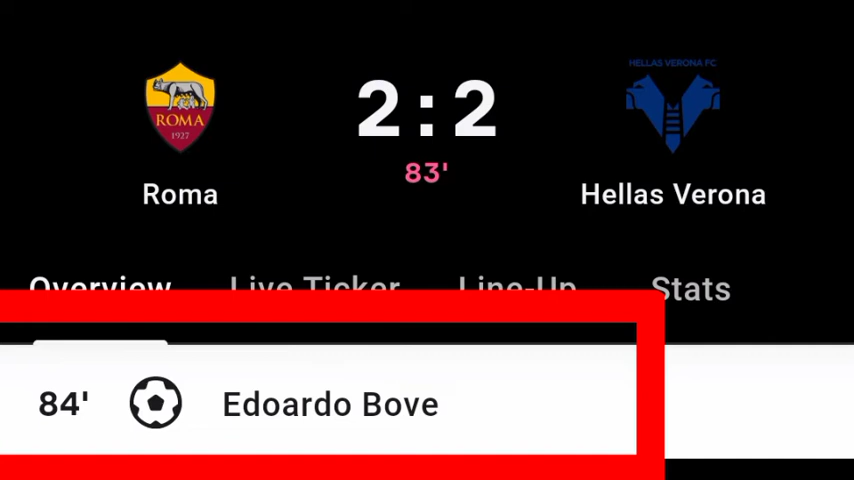 HELLAS VERONA FC
ROMA
1927
2:2
83'
Roma
Hellas Verona
Overview Live Ticker Line-Up Stats
84' Edoardo Bove